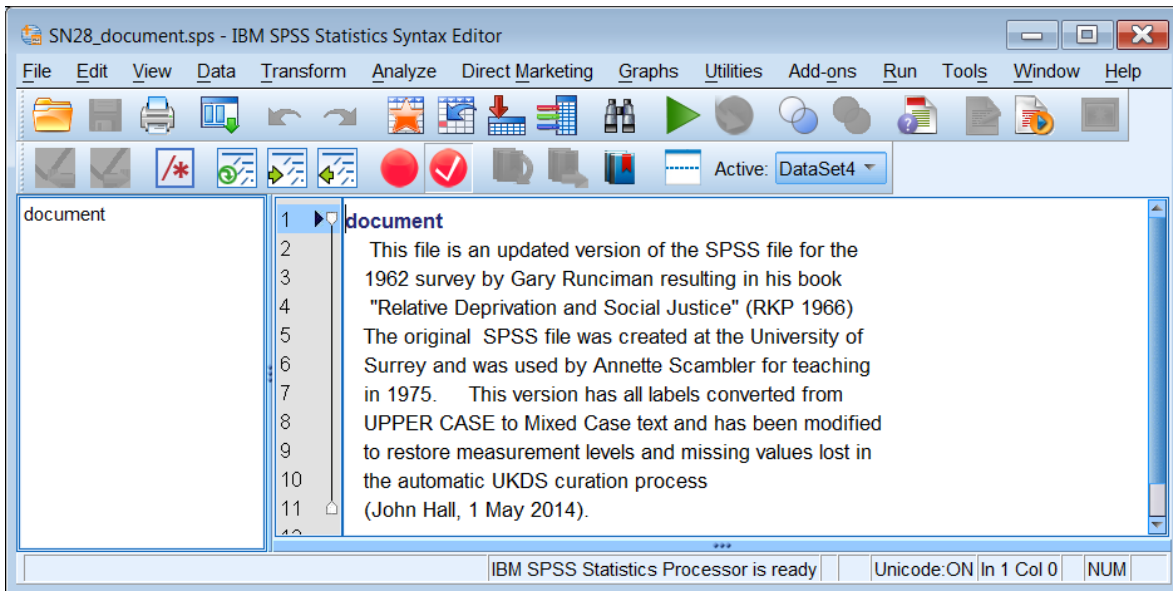 SN28_document.sps - IBM SPSS Statistics Syntax Editor
File Edit View Data Transform Analyze Direct Marketing Graphs Utilities Add-ons Run Tools Window Help
/*
Active: DataSet4
document
1 document
2 This file is an updated version of the SPSS file for the
3 1962 survey by Gary Runciman resulting in his book
4 "Relative Deprivation and Social Justice" (RKP 1966)
5 The original SPSS file was created at the University of
6 Surrey and was used by Annette Scambler for teaching
7 in 1975. This version has all labels converted from
8 UPPER CASE to Mixed Case text and has been modified
9 to restore measurement levels and missing values lost in
10 the automatic UKDS curation process
11 (John Hall, 1 May 2014).
IBM SPSS Statistics Processor is ready Unicode:ON In 1 Col 0 NUM